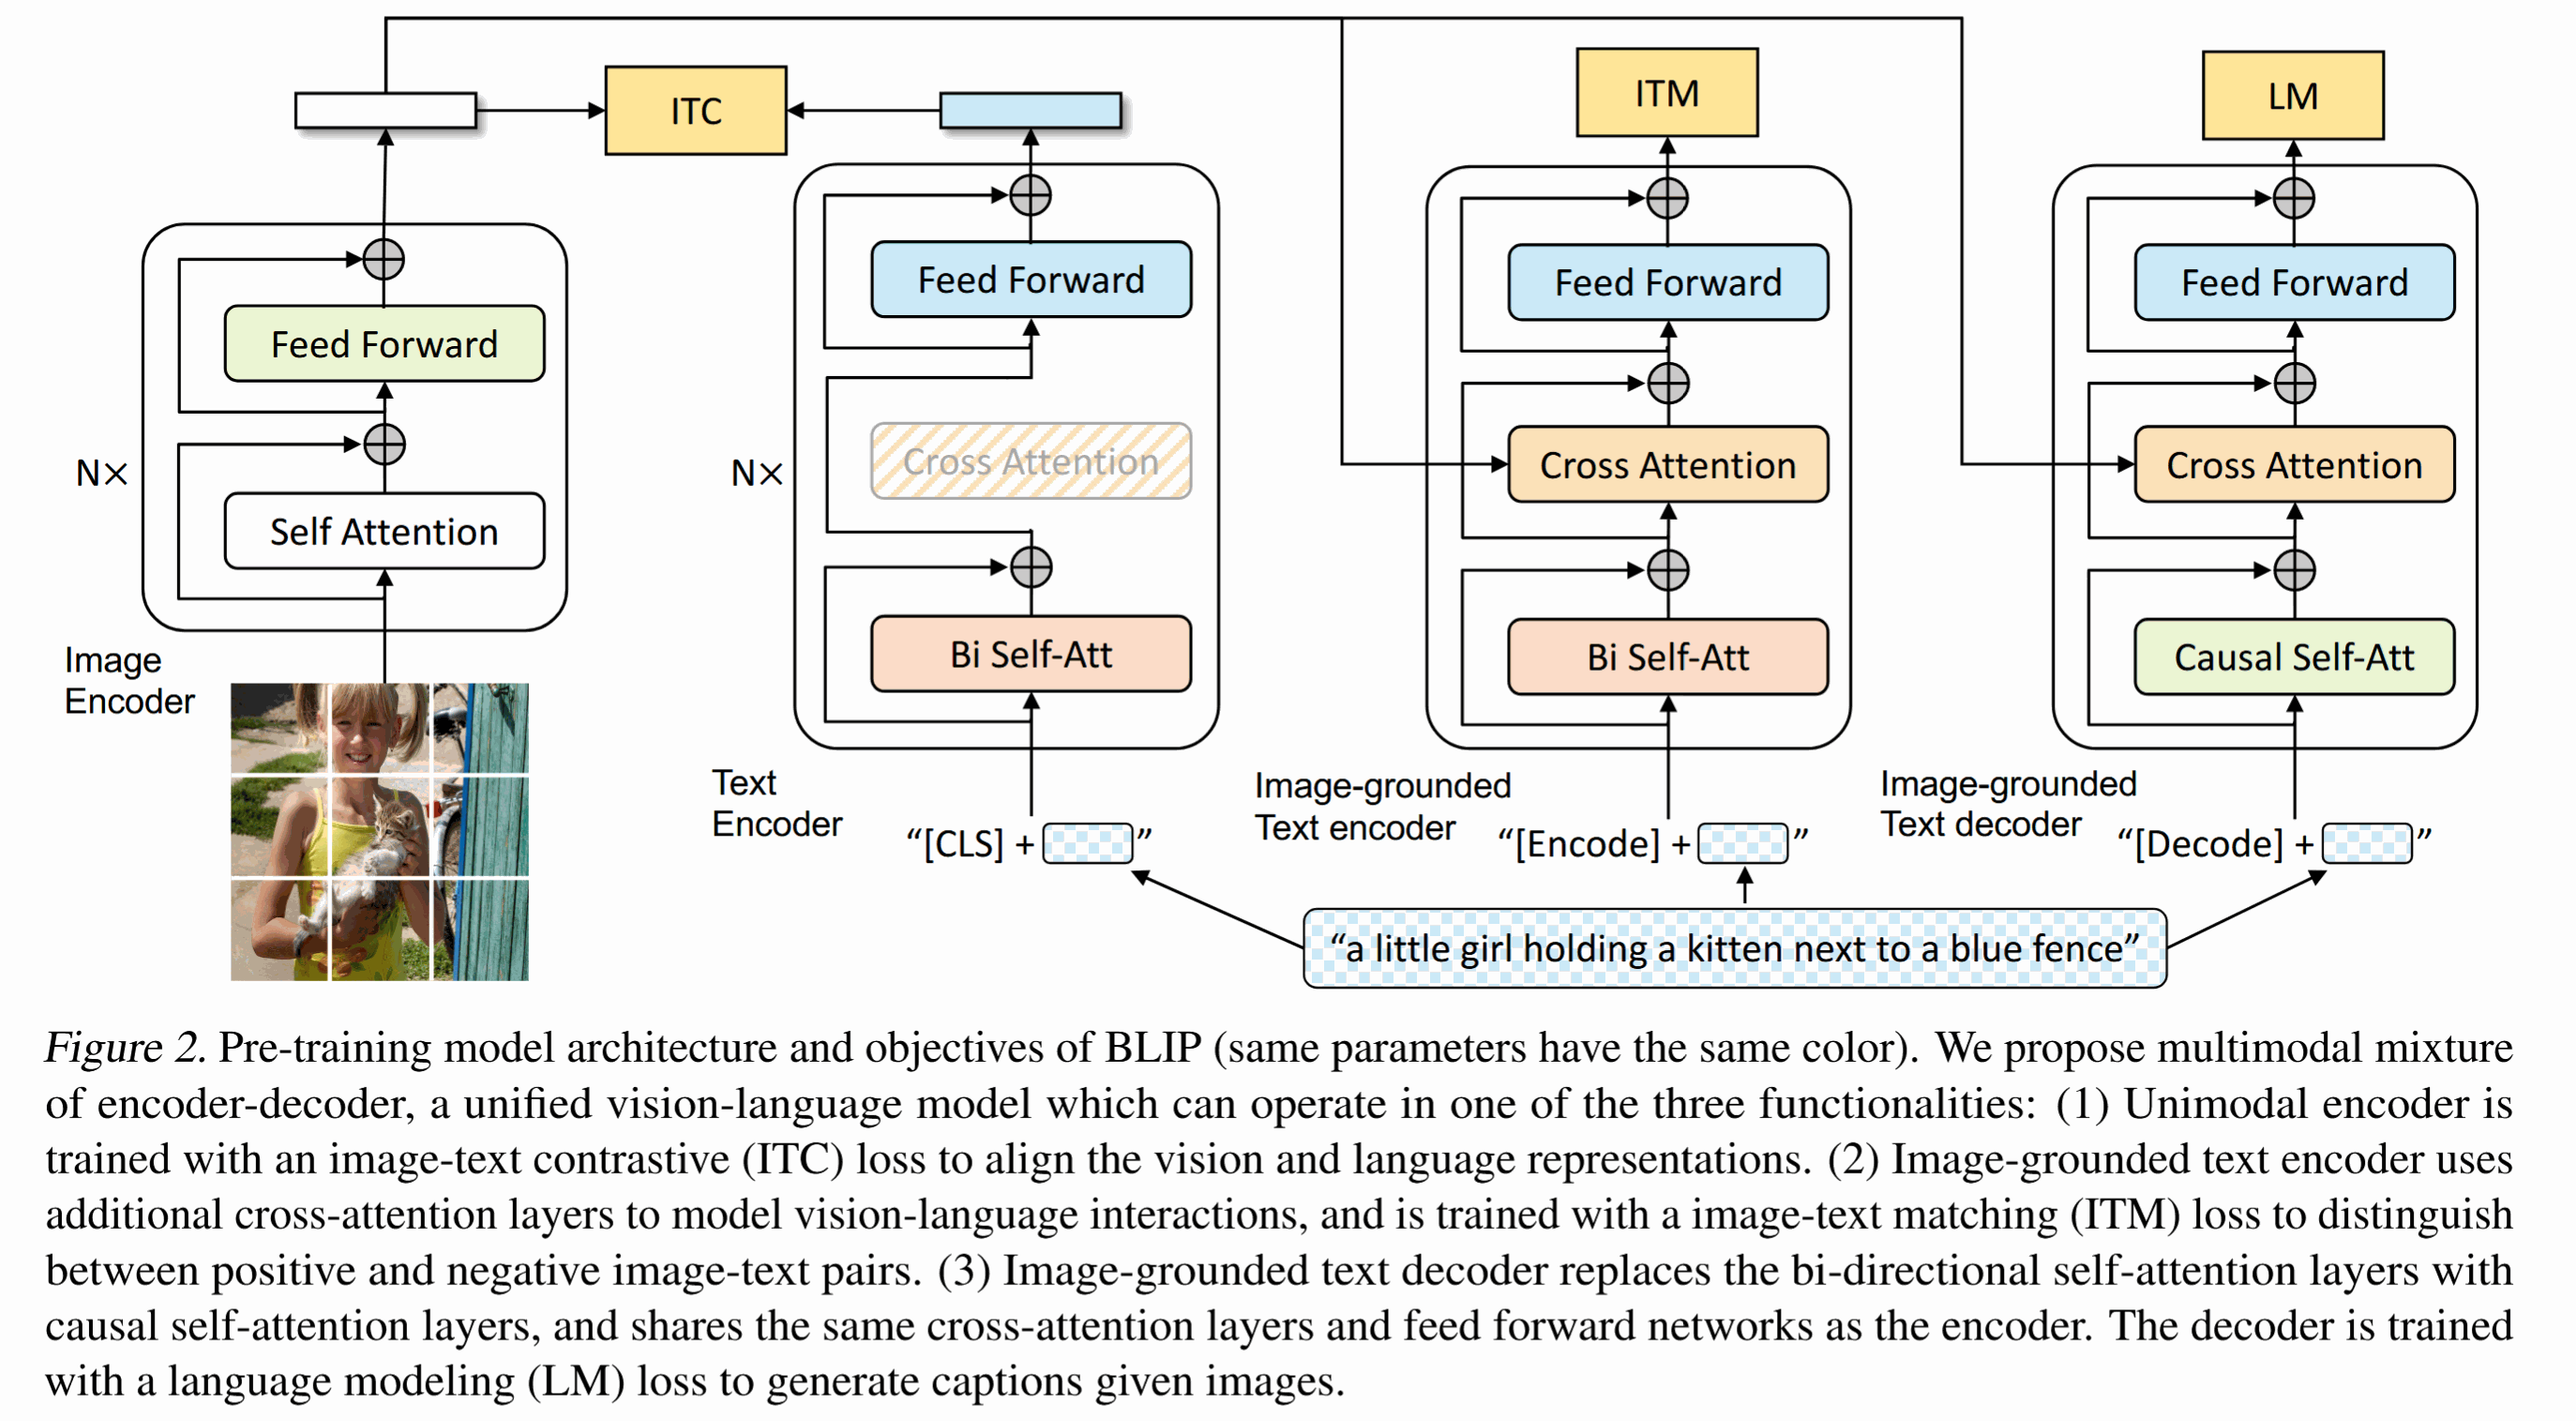 ITC
ITM
LM
Feed Forward
Feed Forward
Feed Forward
Feed Forward
N×
N×
Cross Attention
Cross Attention
Cross Attention
Self Attention
Bi Self-Att
Bi Self-Att
Causal Self-Att
Image
Encoder
Text
Encoder
Image-grounded
Text encoder
Image-grounded
Text decoder
“[CLS] + ”
“[Encode] + ”
“[Decode] + ”
“a little girl holding a kitten next to a blue fence”
Figure 2. Pre-training model architecture and objectives of BLIP (same parameters have the same color). We propose multimodal mixture
of encoder-decoder, a unified vision-language model which can operate in one of the three functionalities: (1) Unimodal encoder is
trained with an image-text contrastive (ITC) loss to align the vision and language representations. (2) Image-grounded text encoder uses
additional cross-attention layers to model vision-language interactions, and is trained with a image-text matching (ITM) loss to distinguish
between positive and negative image-text pairs. (3) Image-grounded text decoder replaces the bi-directional self-attention layers with
causal self-attention layers, and shares the same cross-attention layers and feed forward networks as the encoder. The decoder is trained
with a language modeling (LM) loss to generate captions given images.